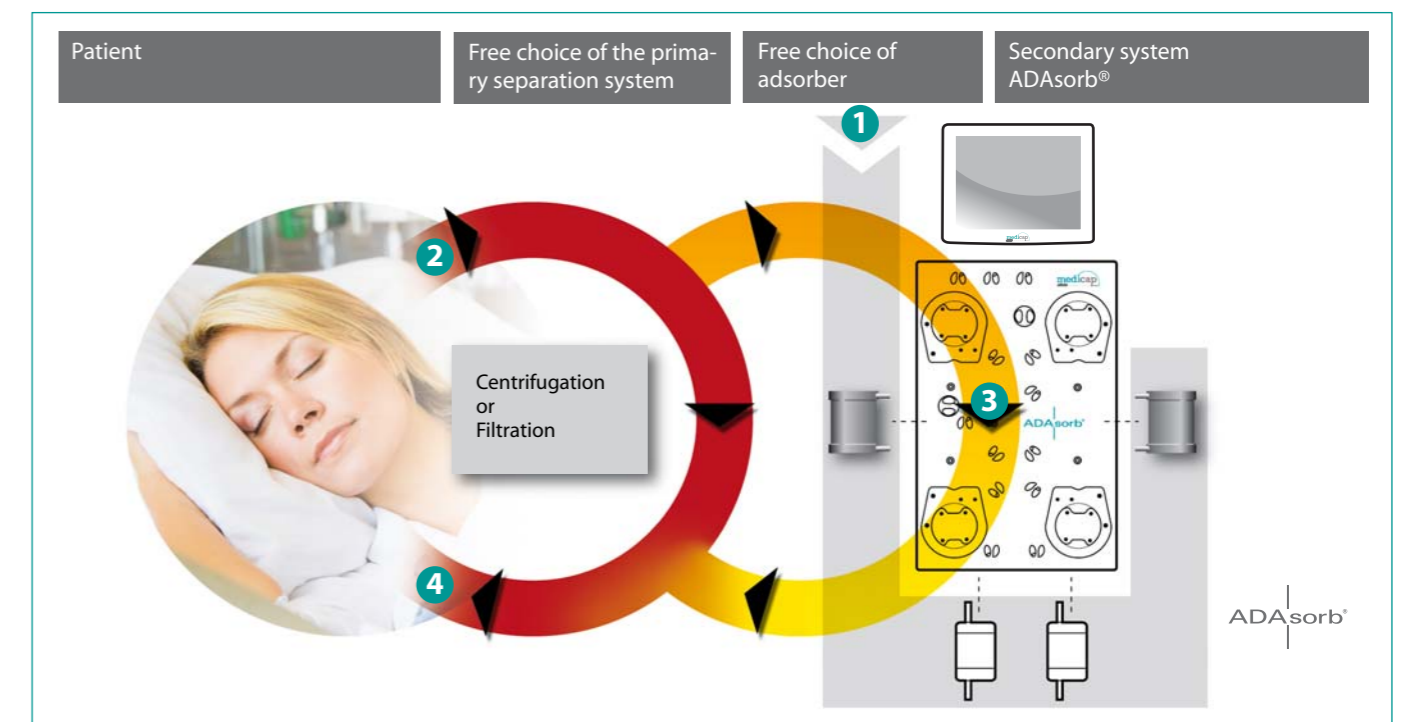 Patient
Free choice of the prima-
ry separation system
Free choice of
adsorber
Secondary system
ADAsorb®
1
medicap
2
medicap
Centrifugation
or
Filtration
3
ADAsorb®
4
ADAsorb®